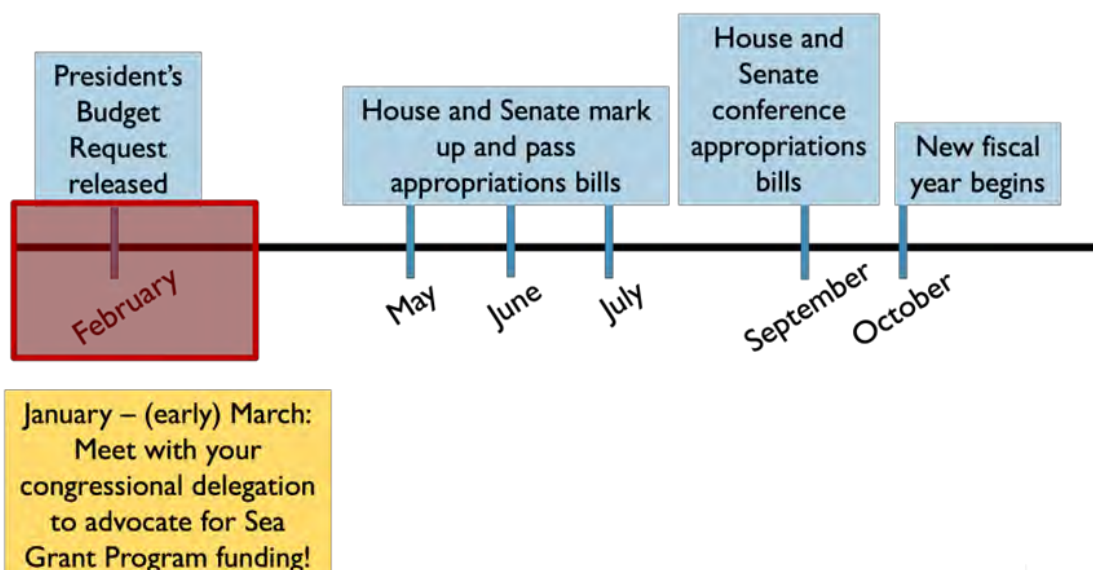 President's
Budget
Request
released
House and Senate mark
up and pass
appropriations bills
House and
Senate
conference
appropriations
bills
New fiscal
year begins
February
May
June
July
September
October
January – (early) March:
Meet with your
congressional delegation
to advocate for Sea
Grant Program funding!